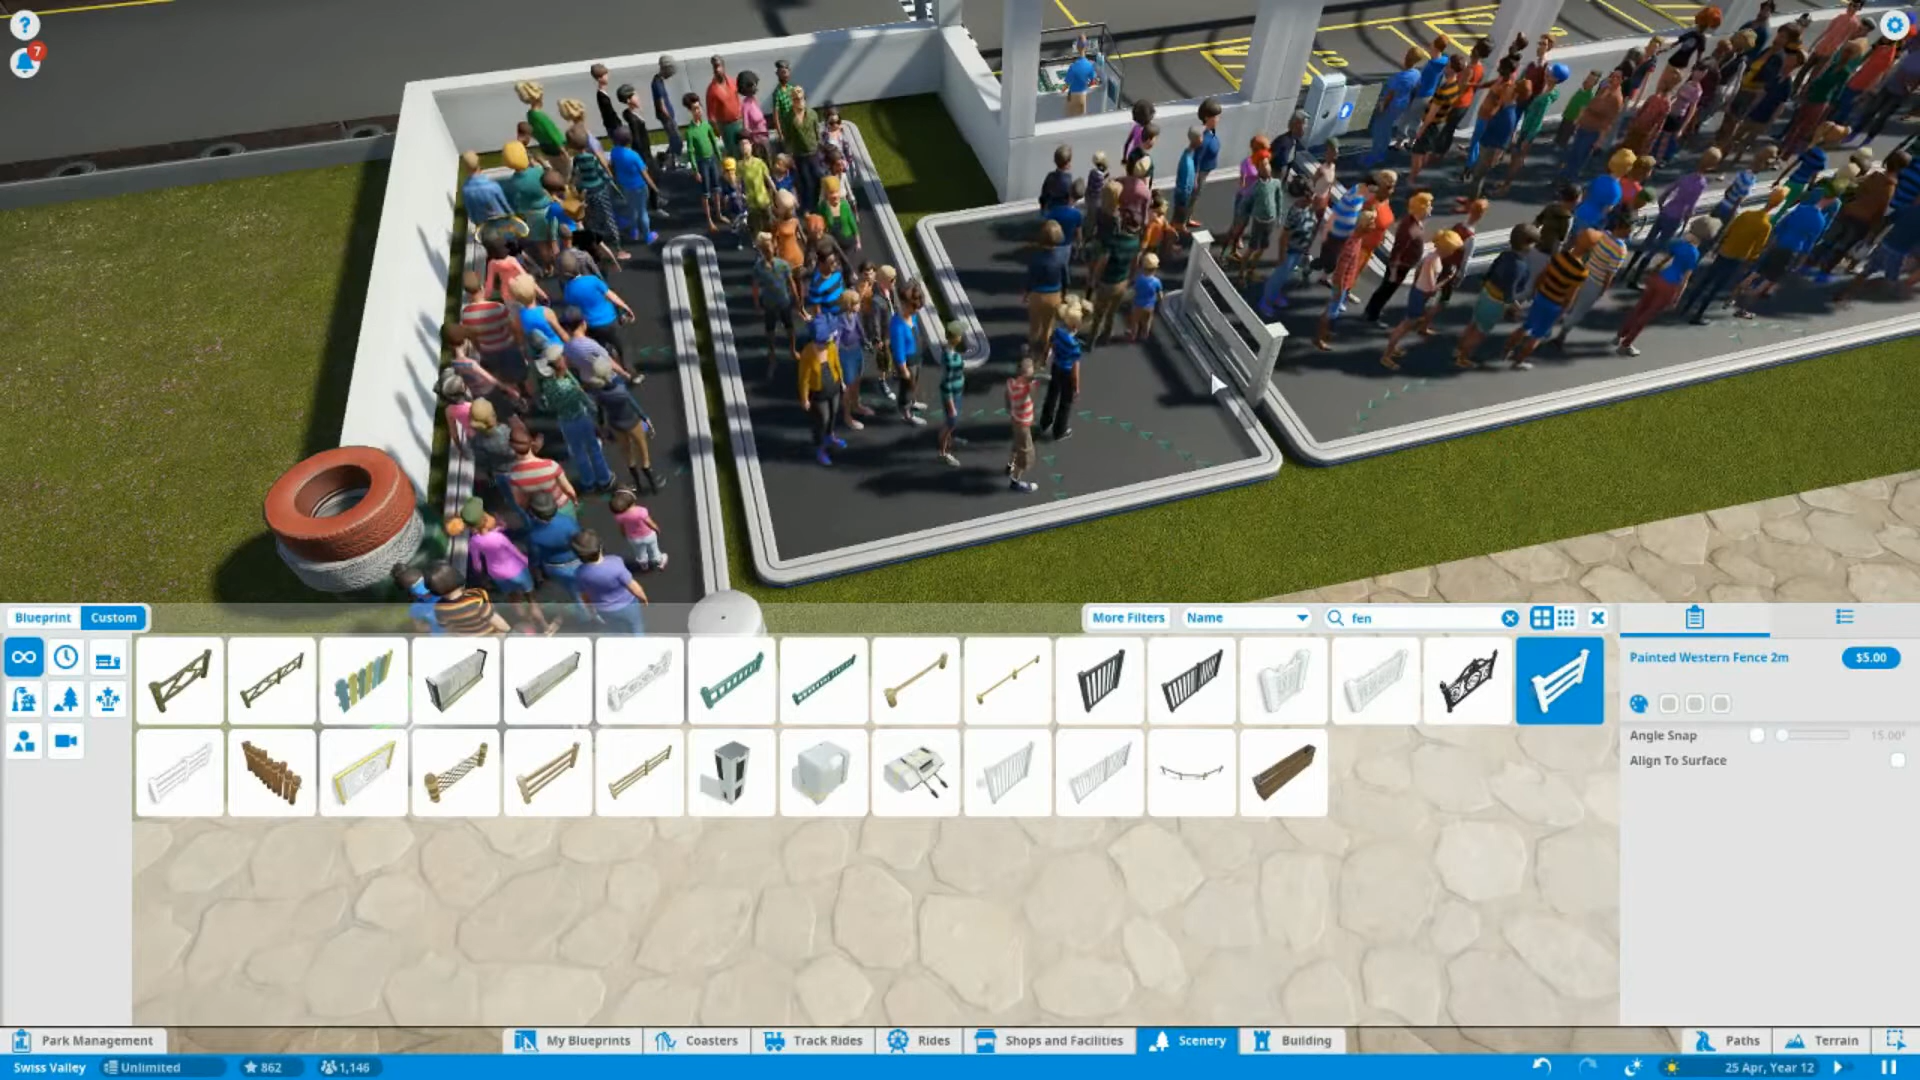 ?
7
Blueprint Custom
More Filters Name fen
Painted Western Fence 2m $5.00
Angle Snap 15.00°
Align To Surface
Park Management My Blueprints Coasters Track Rides Rides Shops and Facilities Scenery Building Paths Terrain
Swiss Valley Unlimited 862 1,146 25 Apr, Year 12